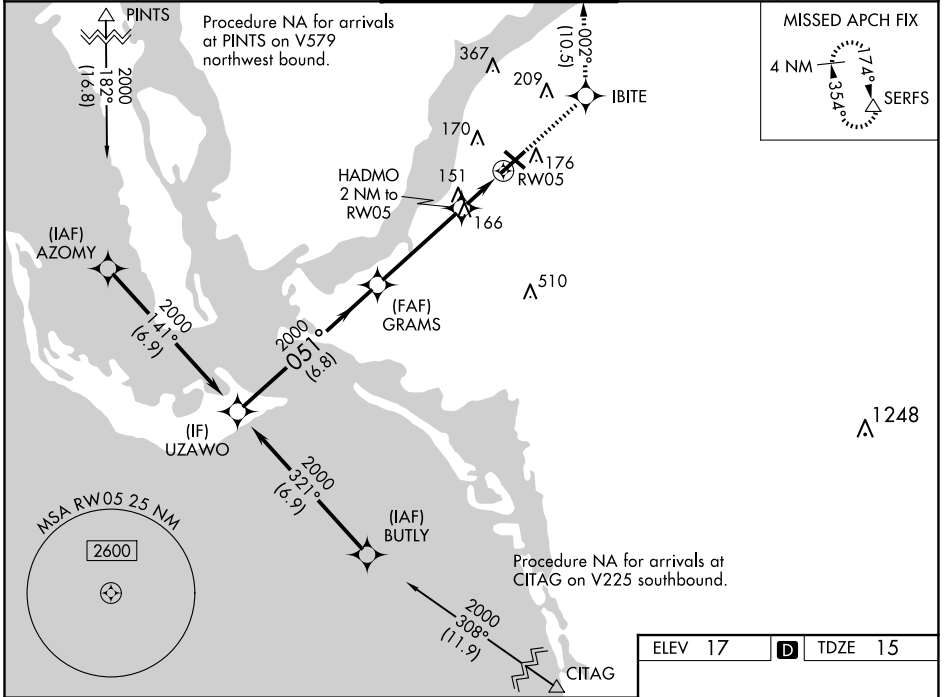 PINTS
2000
182°
(16.8)
Procedure NA for arrivals
at PINTS on V579
northwest bound.
367
209
002°
(10.5)
IBITE
MISSED APCH FIX
4 NM
174°
354°
SERFS
170
176
RW05
HADMO
2 NM to
RW05
151
166
(IAF)
AZOMY
2000
141°
(6.9)
510
(FAF)
GRAMS
2000
051°
(6.8)
(IF)
UZAWO
1248
2000
321°
(6.9)
(IAF)
BUTLY
MSA RW05 25 NM
2600
Procedure NA for arrivals at
CITAG on V225 southbound.
2000
308°
(11.9)
CITAG
ELEV 17 D TDZE 15